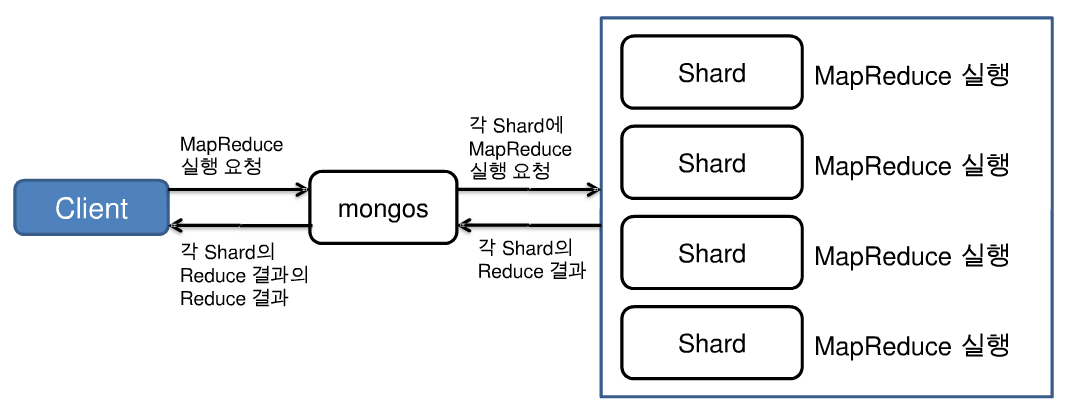 Client
MapReduce
실행 요청
각 Shard의
Reduce 결과의
Reduce 결과
mongos
각 Shard에
MapReduce
실행 요청
각 Shard의
Reduce 결과
Shard
MapReduce 실행
Shard
MapReduce 실행
Shard
MapReduce 실행
Shard
MapReduce 실행